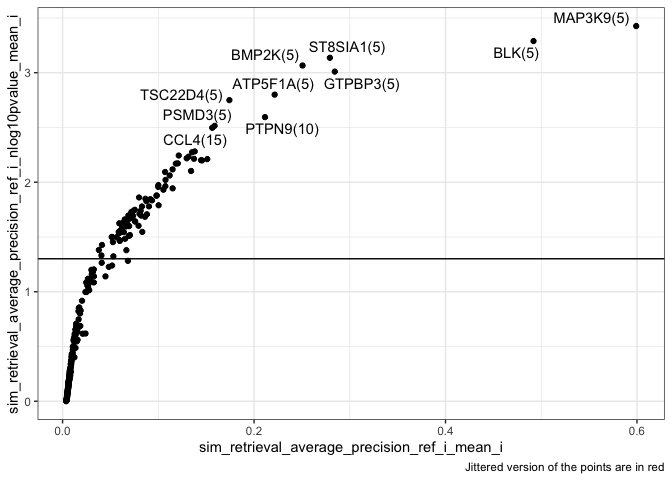 MAP3K9(5)
ST8SIA1(5)
BMP2K(5)
BLK(5)
ATP5F1A(5)
GTPBP3(5)
TSC22D4(5)
PSMD3(5)
PTPN9(10)
CCL4(15)
3
2
1
0
sim_retrieval_average_precision_ref_i_nlog10pvalue_mean_i
0.0
0.2
0.4
0.6
sim_retrieval_average_precision_ref_i_mean_i
Jittered version of the points are in red